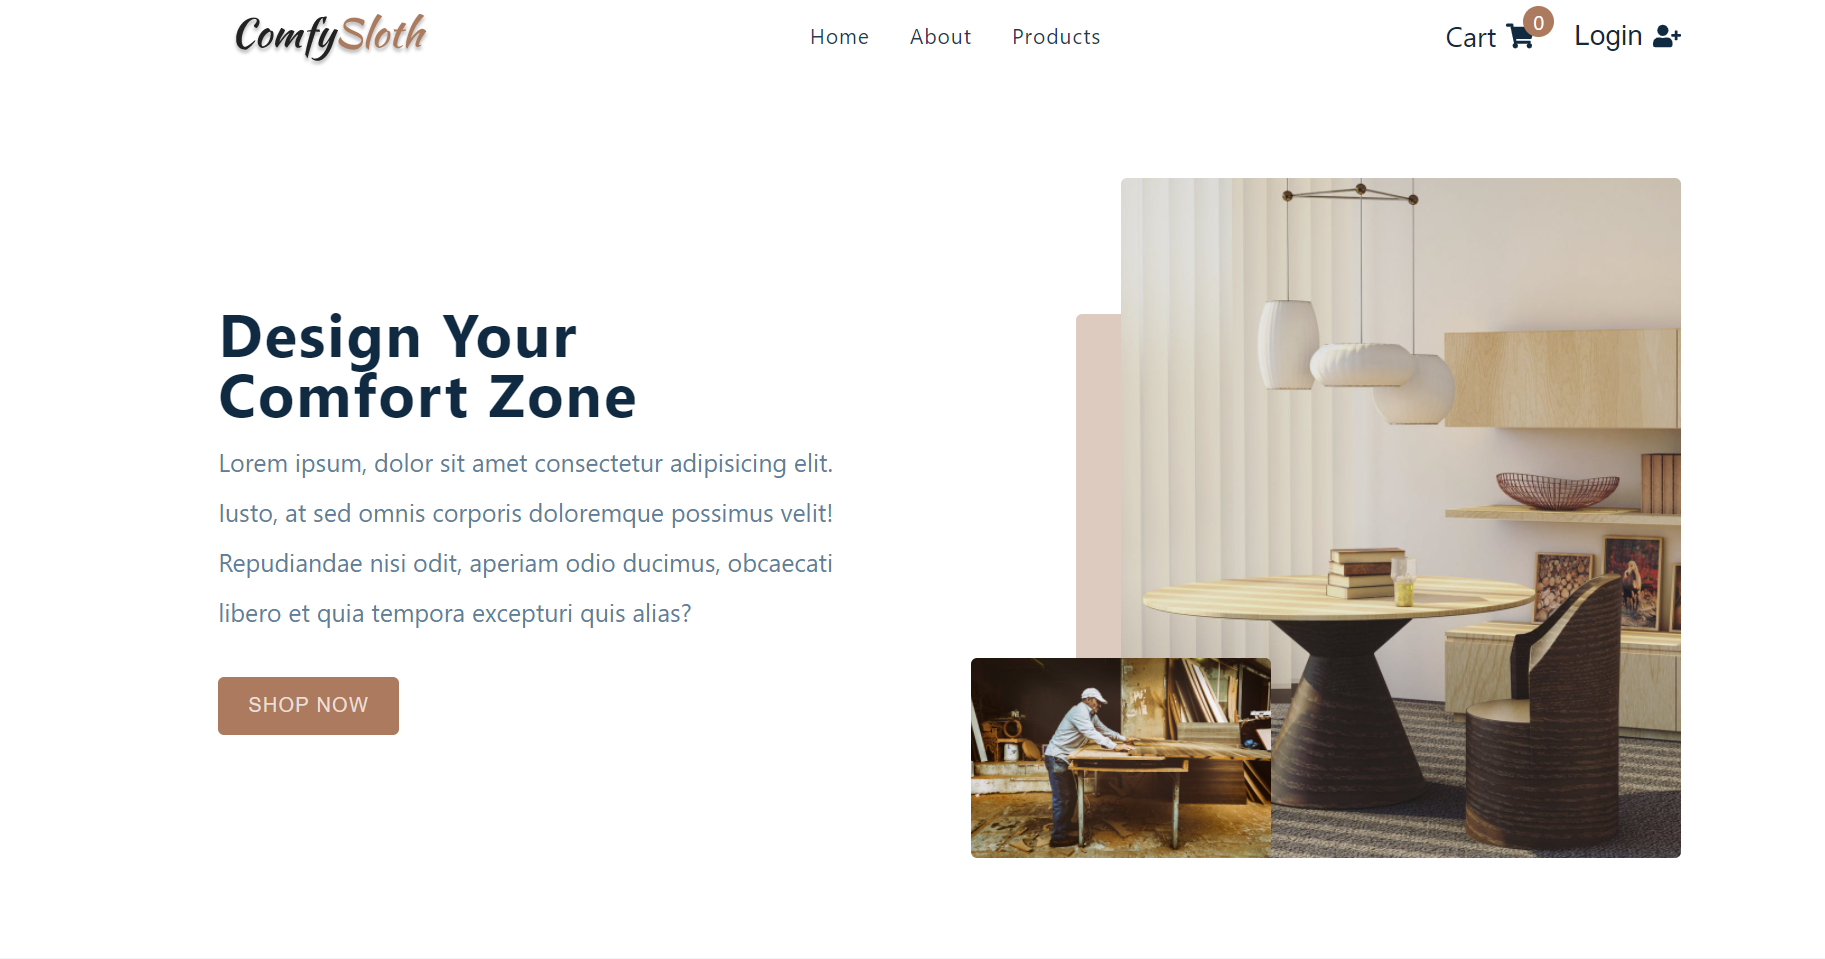 ComfySloth
Home About Products
Cart 0 Login
Design Your
Comfort Zone
Lorem ipsum, dolor sit amet consectetur adipisicing elit.
Iusto, at sed omnis corporis doloremque possimus velit!
Repudiandae nisi odit, aperiam odio ducimus, obcaecati
libero et quia tempora excepturi quis alias?
SHOP NOW